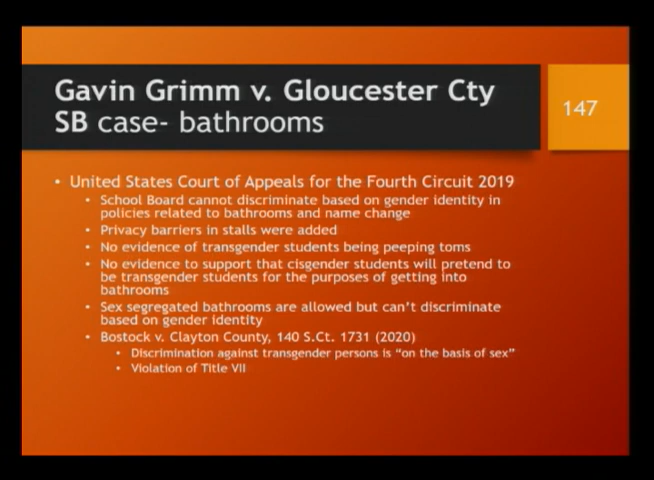 Gavin Grimm v. Gloucester Cty
SB case- bathrooms
147
• United States Court of Appeals for the Fourth Circuit 2019
• School Board cannot discriminate based on gender identity in
policies related to bathrooms and name change
• Privacy barriers in stalls were added
• No evidence of transgender students being peeping toms
• No evidence to support that cisgender students will pretend to
be transgender students for the purposes of getting into
bathrooms
• Sex segregated bathrooms are allowed but can't discriminate
based on gender identity
• Bostock v. Clayton County, 140 S.Ct. 1731 (2020)
• Discrimination against transgender persons is "on the basis of sex"
• Violation of Title VII